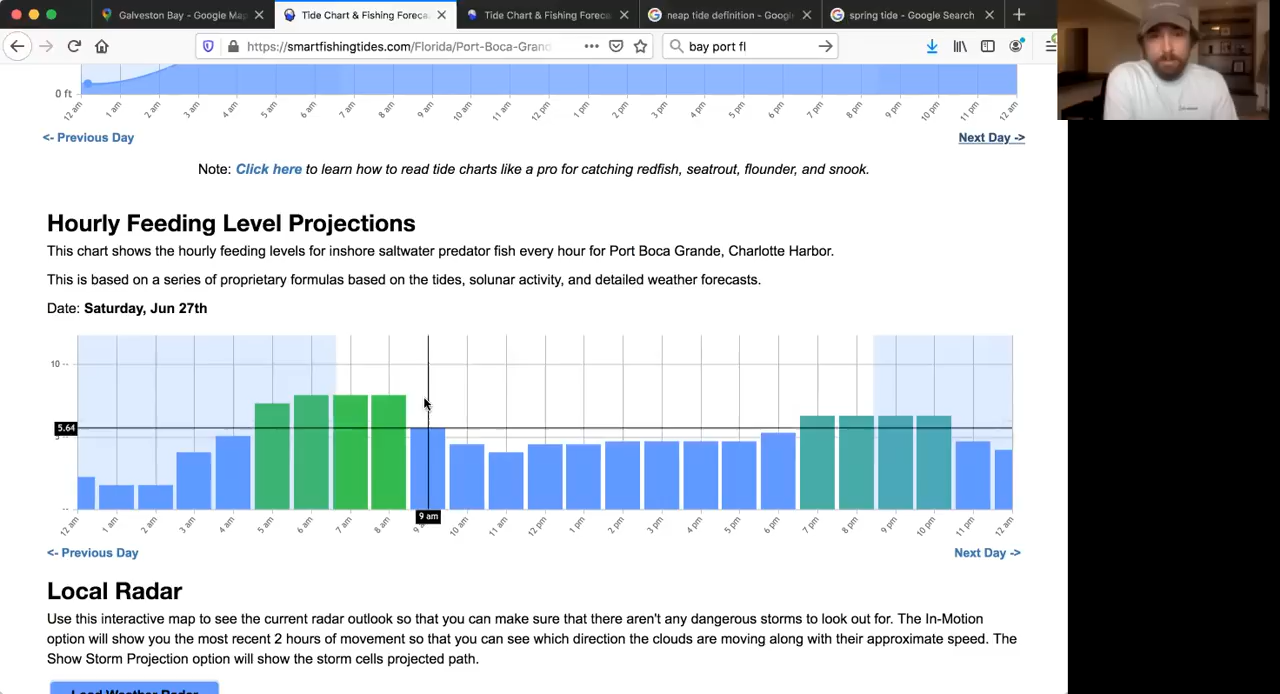 Galveston Bay - Google Map
Tide Chart & Fishing Foreca
Tide Chart & Fishing Foreca
neap tide definition - Googl
spring tide - Google Search
https://smartfishingtides.com/Florida/Port-Boca-Gran
bay port fl
0 ft
12 am 1 am 2 am 3 am 4 am 5 am 6 am 7 am 8 am 9 am 10 am 11 am 12 pm 1 pm 2 pm 3 pm 4 pm 5 pm 6 pm 7 pm 8 pm 9 pm 10 pm 11 pm 12 am
<- Previous Day
Next Day ->
Note: Click here to learn how to read tide charts like a pro for catching redfish, seatrout, flounder, and snook.
Hourly Feeding Level Projections
This chart shows the hourly feeding levels for inshore saltwater predator fish every hour for Port Boca Grande, Charlotte Harbor.
This is based on a series of proprietary formulas based on the tides, solunar activity, and detailed weather forecasts.
Date: Saturday, Jun 27th
10 --
5.64
--
12 am 1 am 2 am 3 am 4 am 5 am 6 am 7 am 8 am 9 am 10 am 11 am 12 pm 1 pm 2 pm 3 pm 4 pm 5 pm 6 pm 7 pm 8 pm 9 pm 10 pm 11 pm 12 am
<- Previous Day
Next Day ->
Local Radar
Use this interactive map to see the current radar outlook so that you can make sure that there aren't any dangerous storms to look out for. The In-Motion
option will show you the most recent 2 hours of movement so that you can see which direction the clouds are moving along with their approximate speed. The
Show Storm Projection option will show the storm cells projected path.
Load Weather Radar